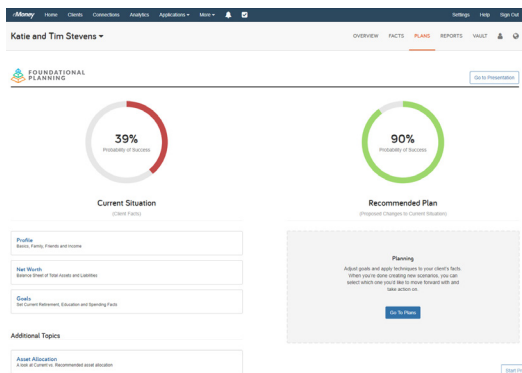 eMoney Home Clients Connections Analytics Applications More Settings Help Sign Out
Katie and Tim Stevens OVERVIEW FACTS PLANS REPORTS VAULT
FOUNDATIONAL
PLANNING
Go to Presentation
39%
Probability of Success
90%
Probability of Success
Current Situation
(Client Facts)
Recommended Plan
(Proposed Changes to Current Situation)
Profile
Basics, Family, Friends and Income
Net Worth
Balance Sheet of Total Assets and Liabilities
Goals
Set Current Retirement, Education and Spending Facts
Planning
Adjust goals and apply techniques to your client's facts.
When you're done creating new scenarios, you can
select which one you'd like to move forward with and
take action on.
Go To Plans
Additional Topics
Asset Allocation
A look at Current vs. Recommended asset allocation
Start Pr